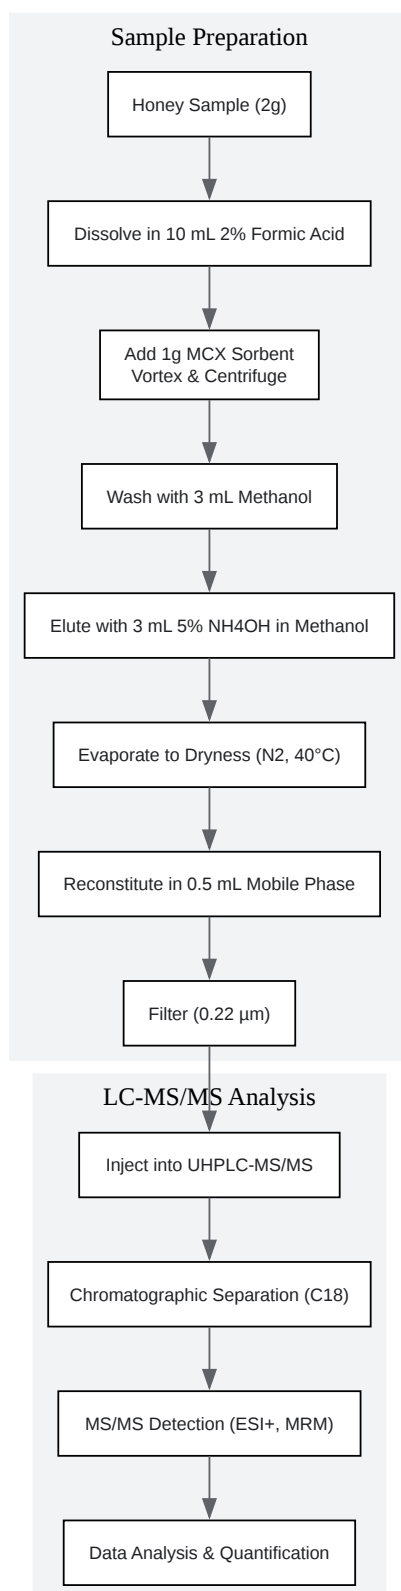 Sample Preparation
Honey Sample (2g)
Dissolve in 10 mL 2% Formic Acid
Add 1g MCX Sorbent
Vortex & Centrifuge
Wash with 3 mL Methanol
Elute with 3 mL 5% NH4OH in Methanol
Evaporate to Dryness (N2, 40°C)
Reconstitute in 0.5 mL Mobile Phase
Filter (0.22 µm)
LC-MS/MS Analysis
Inject into UHPLC-MS/MS
Chromatographic Separation (C18)
MS/MS Detection (ESI+, MRM)
Data Analysis & Quantification